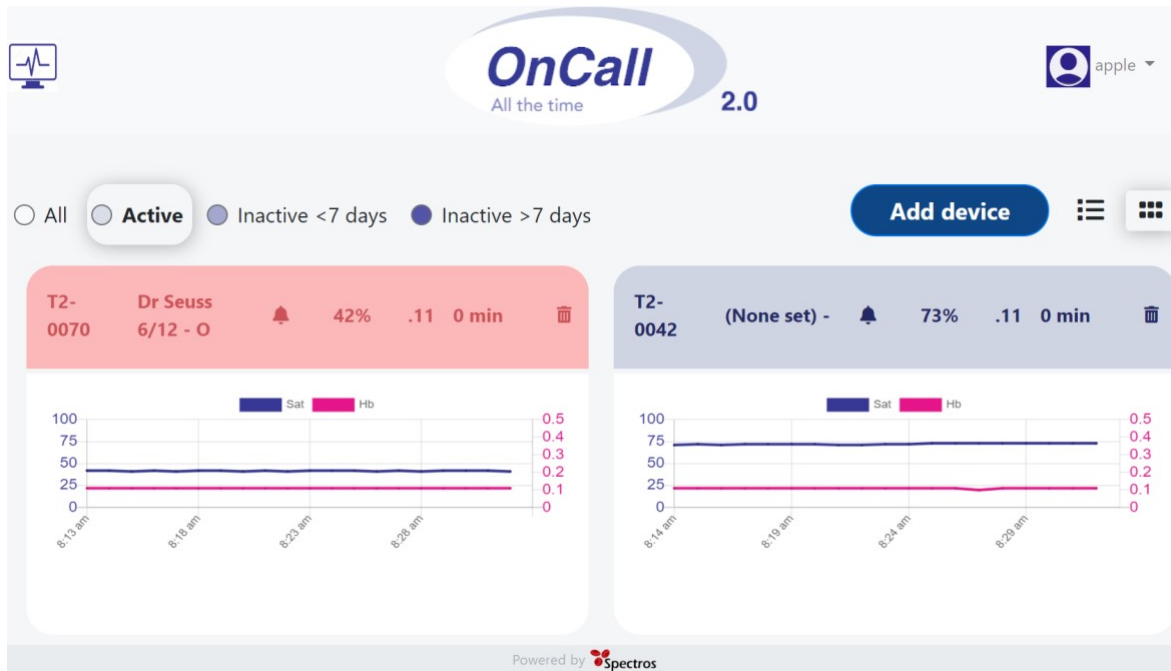 OnCall
All the time
2.0
apple
All
Active
Inactive <7 days
Inactive >7 days
Add device
T2-
0070
Dr Seuss
6/12 - O
42%
.11
0 min
Sat
Hb
100
75
50
25
0
0.5
0.4
0.3
0.2
0.1
0
8:13 am
8:18 am
8:23 am
8:28 am
T2-
0042
(None set) -
73%
.11
0 min
Sat
Hb
100
75
50
25
0
0.5
0.4
0.3
0.2
0.1
0
8:14 am
8:19 am
8:24 am
8:29 am
Powered by Spectros